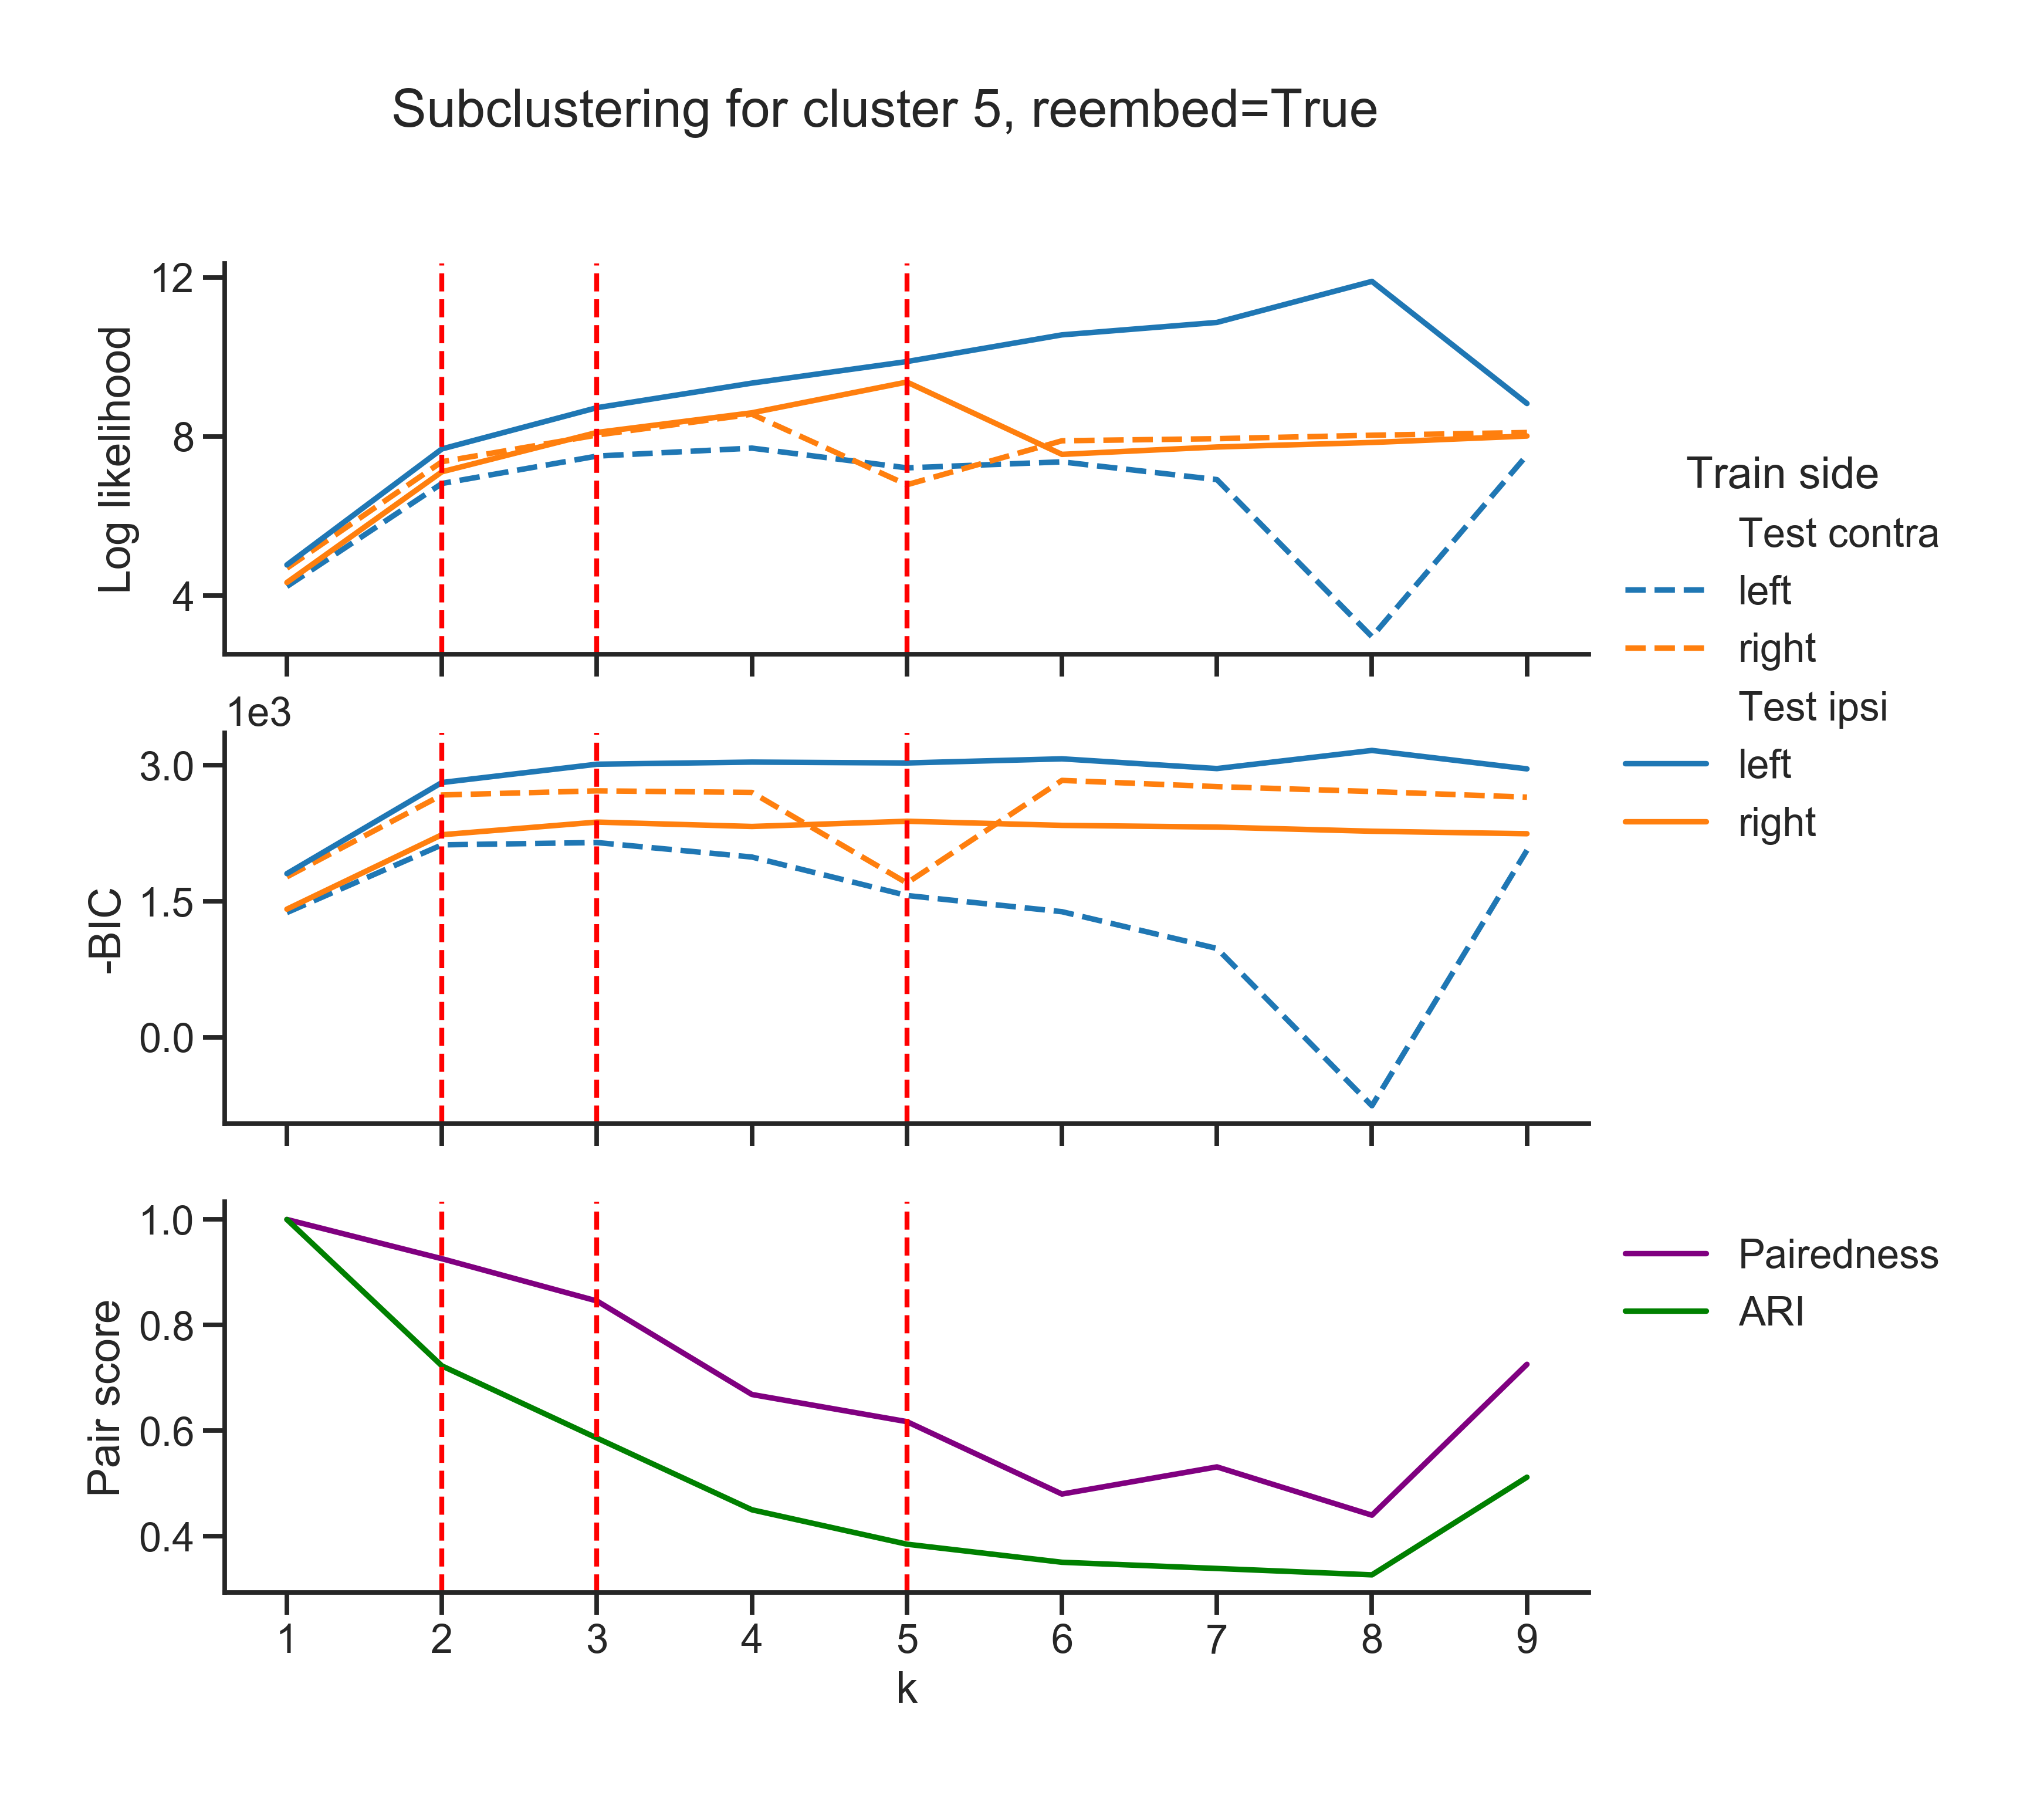 Subclustering for cluster 5, reembed=True
Log likelihood
12
8
4
Train side
Test contra
left
right
Test ipsi
left
right
1e3
-BIC
3.0
1.5
0.0
Pair score
1.0
0.8
0.6
0.4
Pairedness
ARI
1 2 3 4 5 6 7 8 9
k